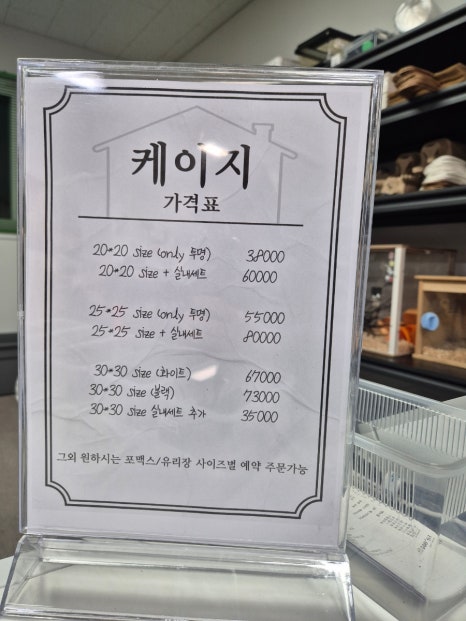 케이지
가격표
20*20 size (only 투명) 38000
20*20 size + 실내세트 60000
25*25 size (only 투명) 55000
25*25 size + 실내세트 80000
30*30 size (화이트) 67000
30*30 size (블랙) 73000
30*30 size 실내세트 추가 35000
그외 원하시는 포맥스/유리장 사이즈별 예약 주문가능